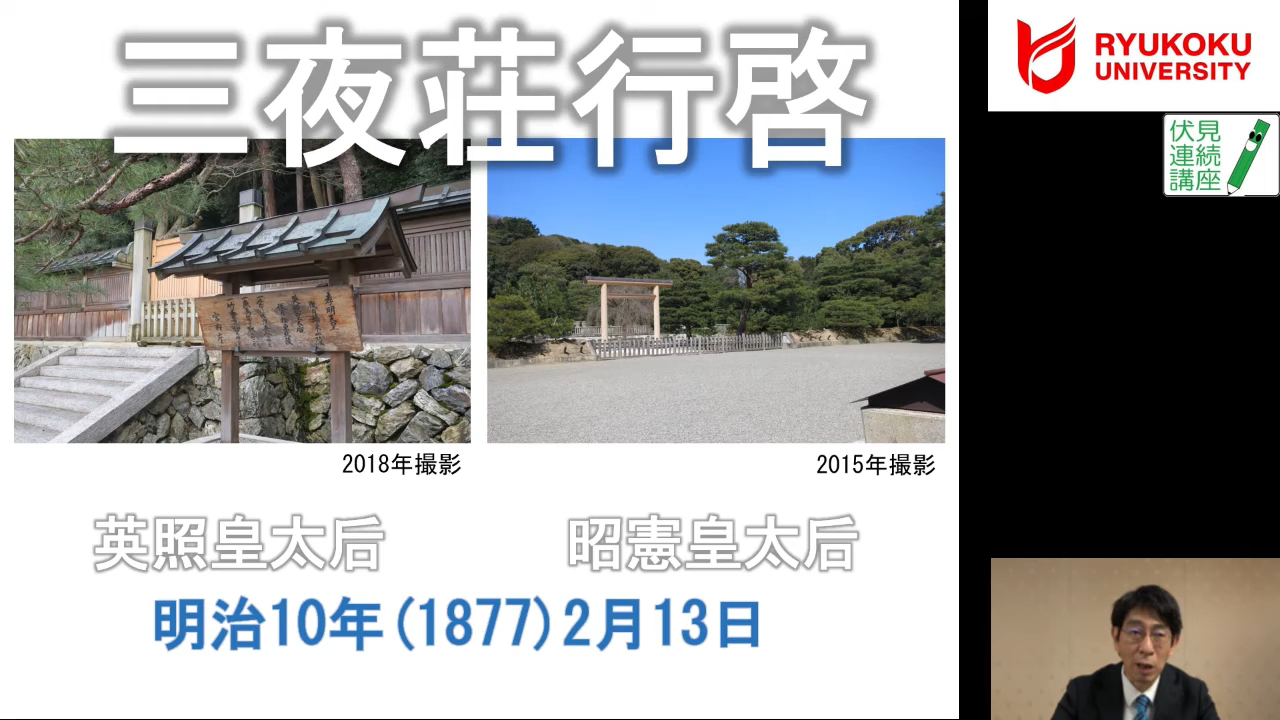 三夜荘行啓
2018年撮影
2015年撮影
英照皇太后
昭憲皇太后
明治10年(1877)2月13日
RYUKOKU
UNIVERSITY
伏見
連続
講座